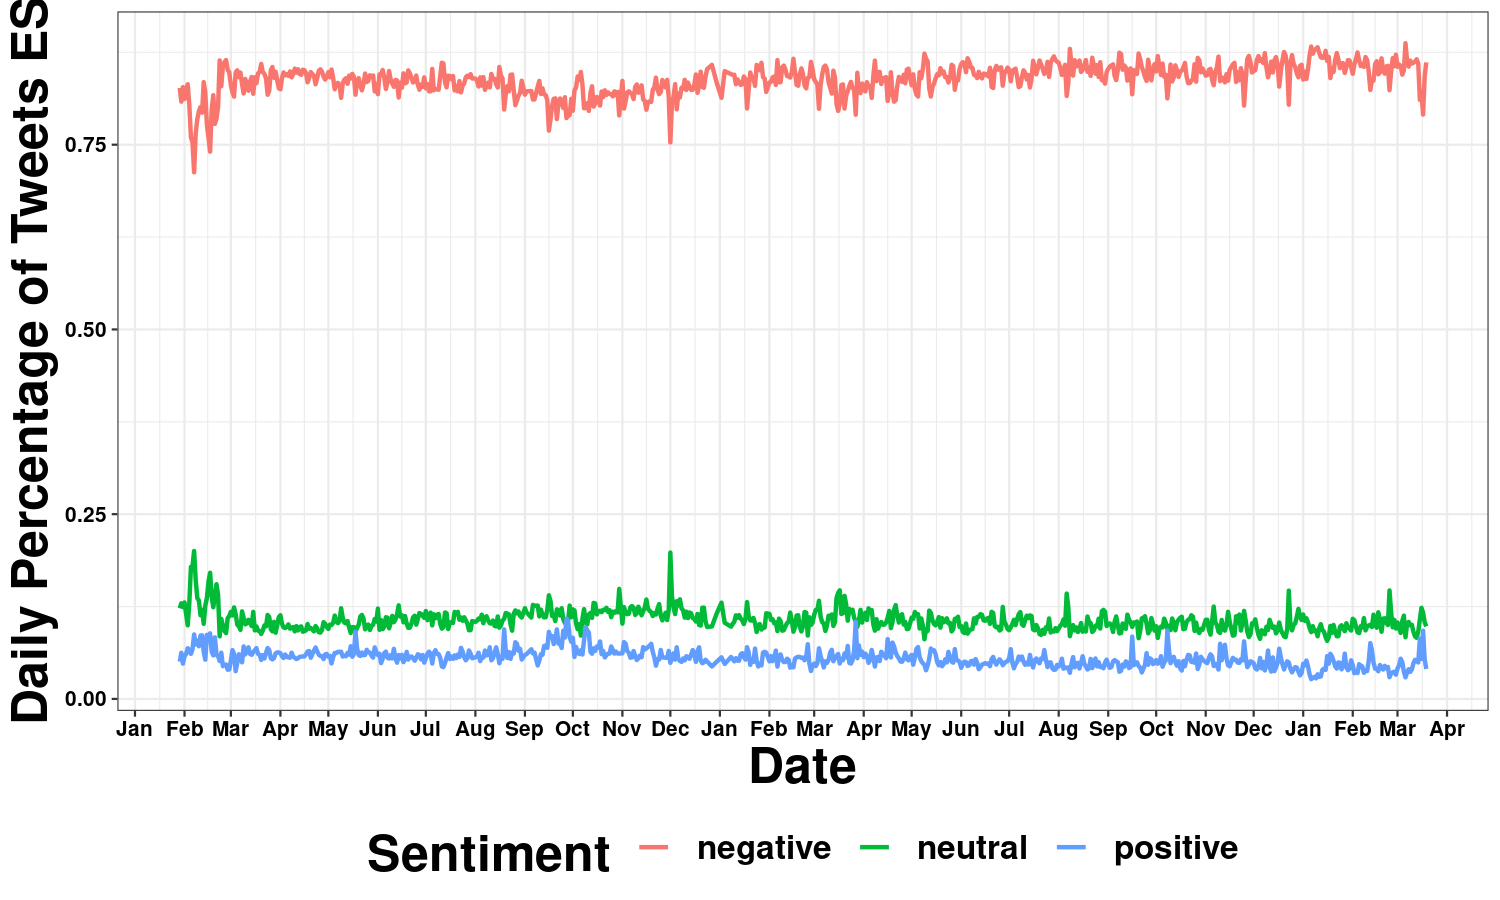 Daily Percentage of Tweets ES
0.75
0.50
0.25
0.00
Jan Feb Mar Apr May Jun Jul Aug Sep Oct Nov Dec Jan Feb Mar Apr May Jun Jul Aug Sep Oct Nov Dec Jan Feb Mar Apr
Date
Sentiment negative neutral positive